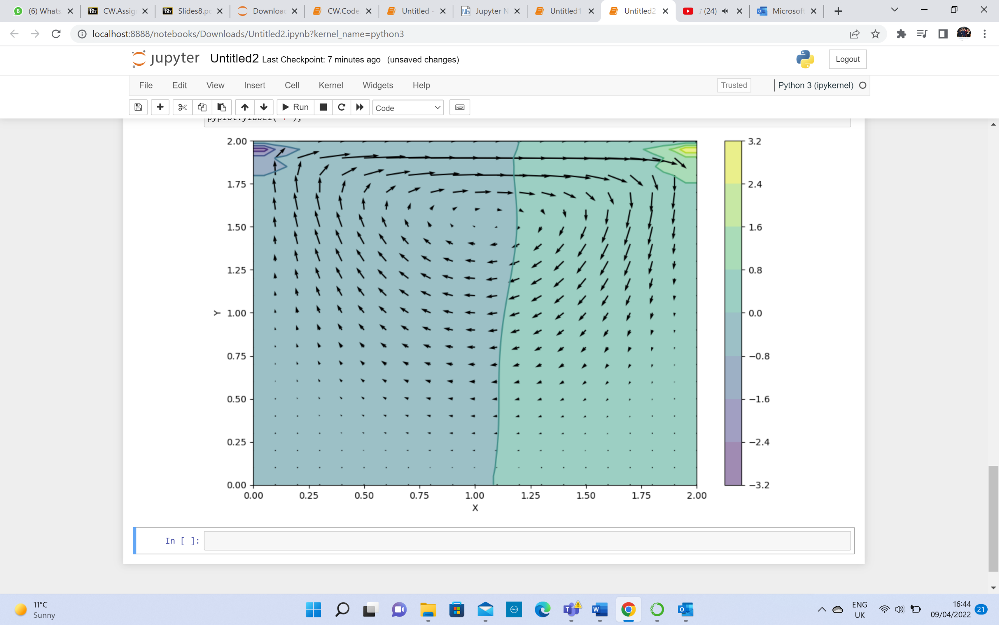 (6) Whats
CW.Assig
Slides8.p
Downloa
CW.Code
Untitled -
Jupyter N
Untitled1
Untitled2
(24)
Microsoft
localhost:8888/notebooks/Downloads/Untitled2.ipynb?kernel_name=python3
jupyter Untitled2 Last Checkpoint: 7 minutes ago (unsaved changes)
Logout
File Edit View Insert Cell Kernel Widgets Help
Trusted
Python 3 (ipykernel)
Run
Code
2.00
1.75
1.50
1.25
1.00
0.75
0.50
0.25
0.00
Y
0.00 0.25 0.50 0.75 1.00 1.25 1.50 1.75 2.00
X
3.2
2.4
1.6
0.8
0.0
−0.8
−1.6
−2.4
−3.2
In [ ]:
11°C
Sunny
ENG
UK
16:44
09/04/2022
21